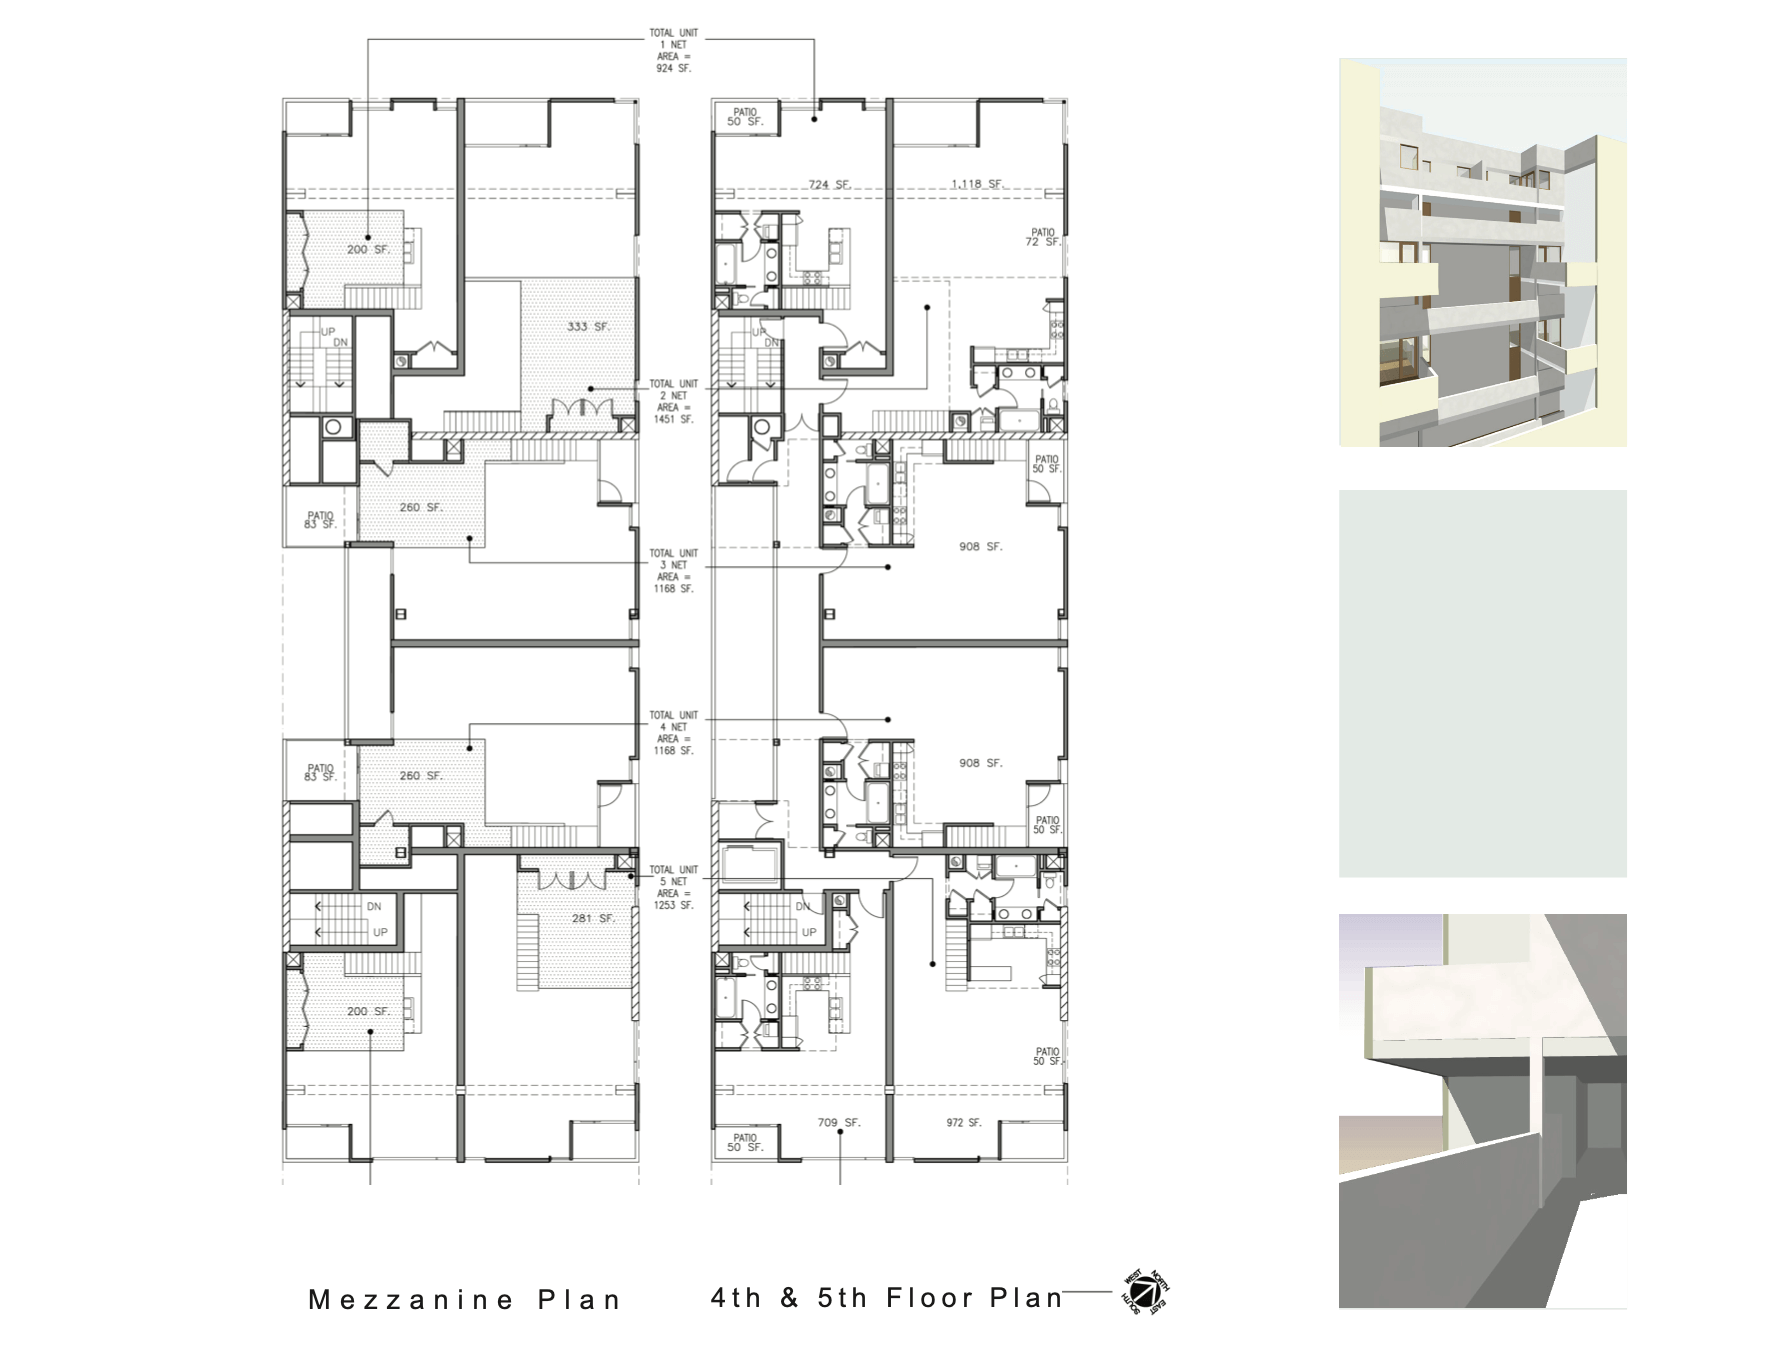 TOTAL UNIT
1 NET
AREA =
924 SF.
PATIO
50 SF.
724 SF.
1,118 SF.
200 SF.
PATIO
72 SF.
333 SF.
UP
DN
UP
DN
TOTAL UNIT
2 NET
AREA =
1451 SF.
PATIO
50 SF.
260 SF.
PATIO
83 SF.
908 SF.
TOTAL UNIT
3 NET
AREA =
1168 SF.
TOTAL UNIT
4 NET
AREA =
1168 SF.
PATIO
83 SF.
260 SF.
908 SF.
PATIO
50 SF.
TOTAL UNIT
5 NET
AREA =
1253 SF.
DN
UP
281 SF.
DN
UP
200 SF.
PATIO
50 SF.
709 SF.
972 SF.
PATIO
50 SF.
Mezzanine Plan
4th & 5th Floor Plan
WEST
NORTH
SOUTH
EAST